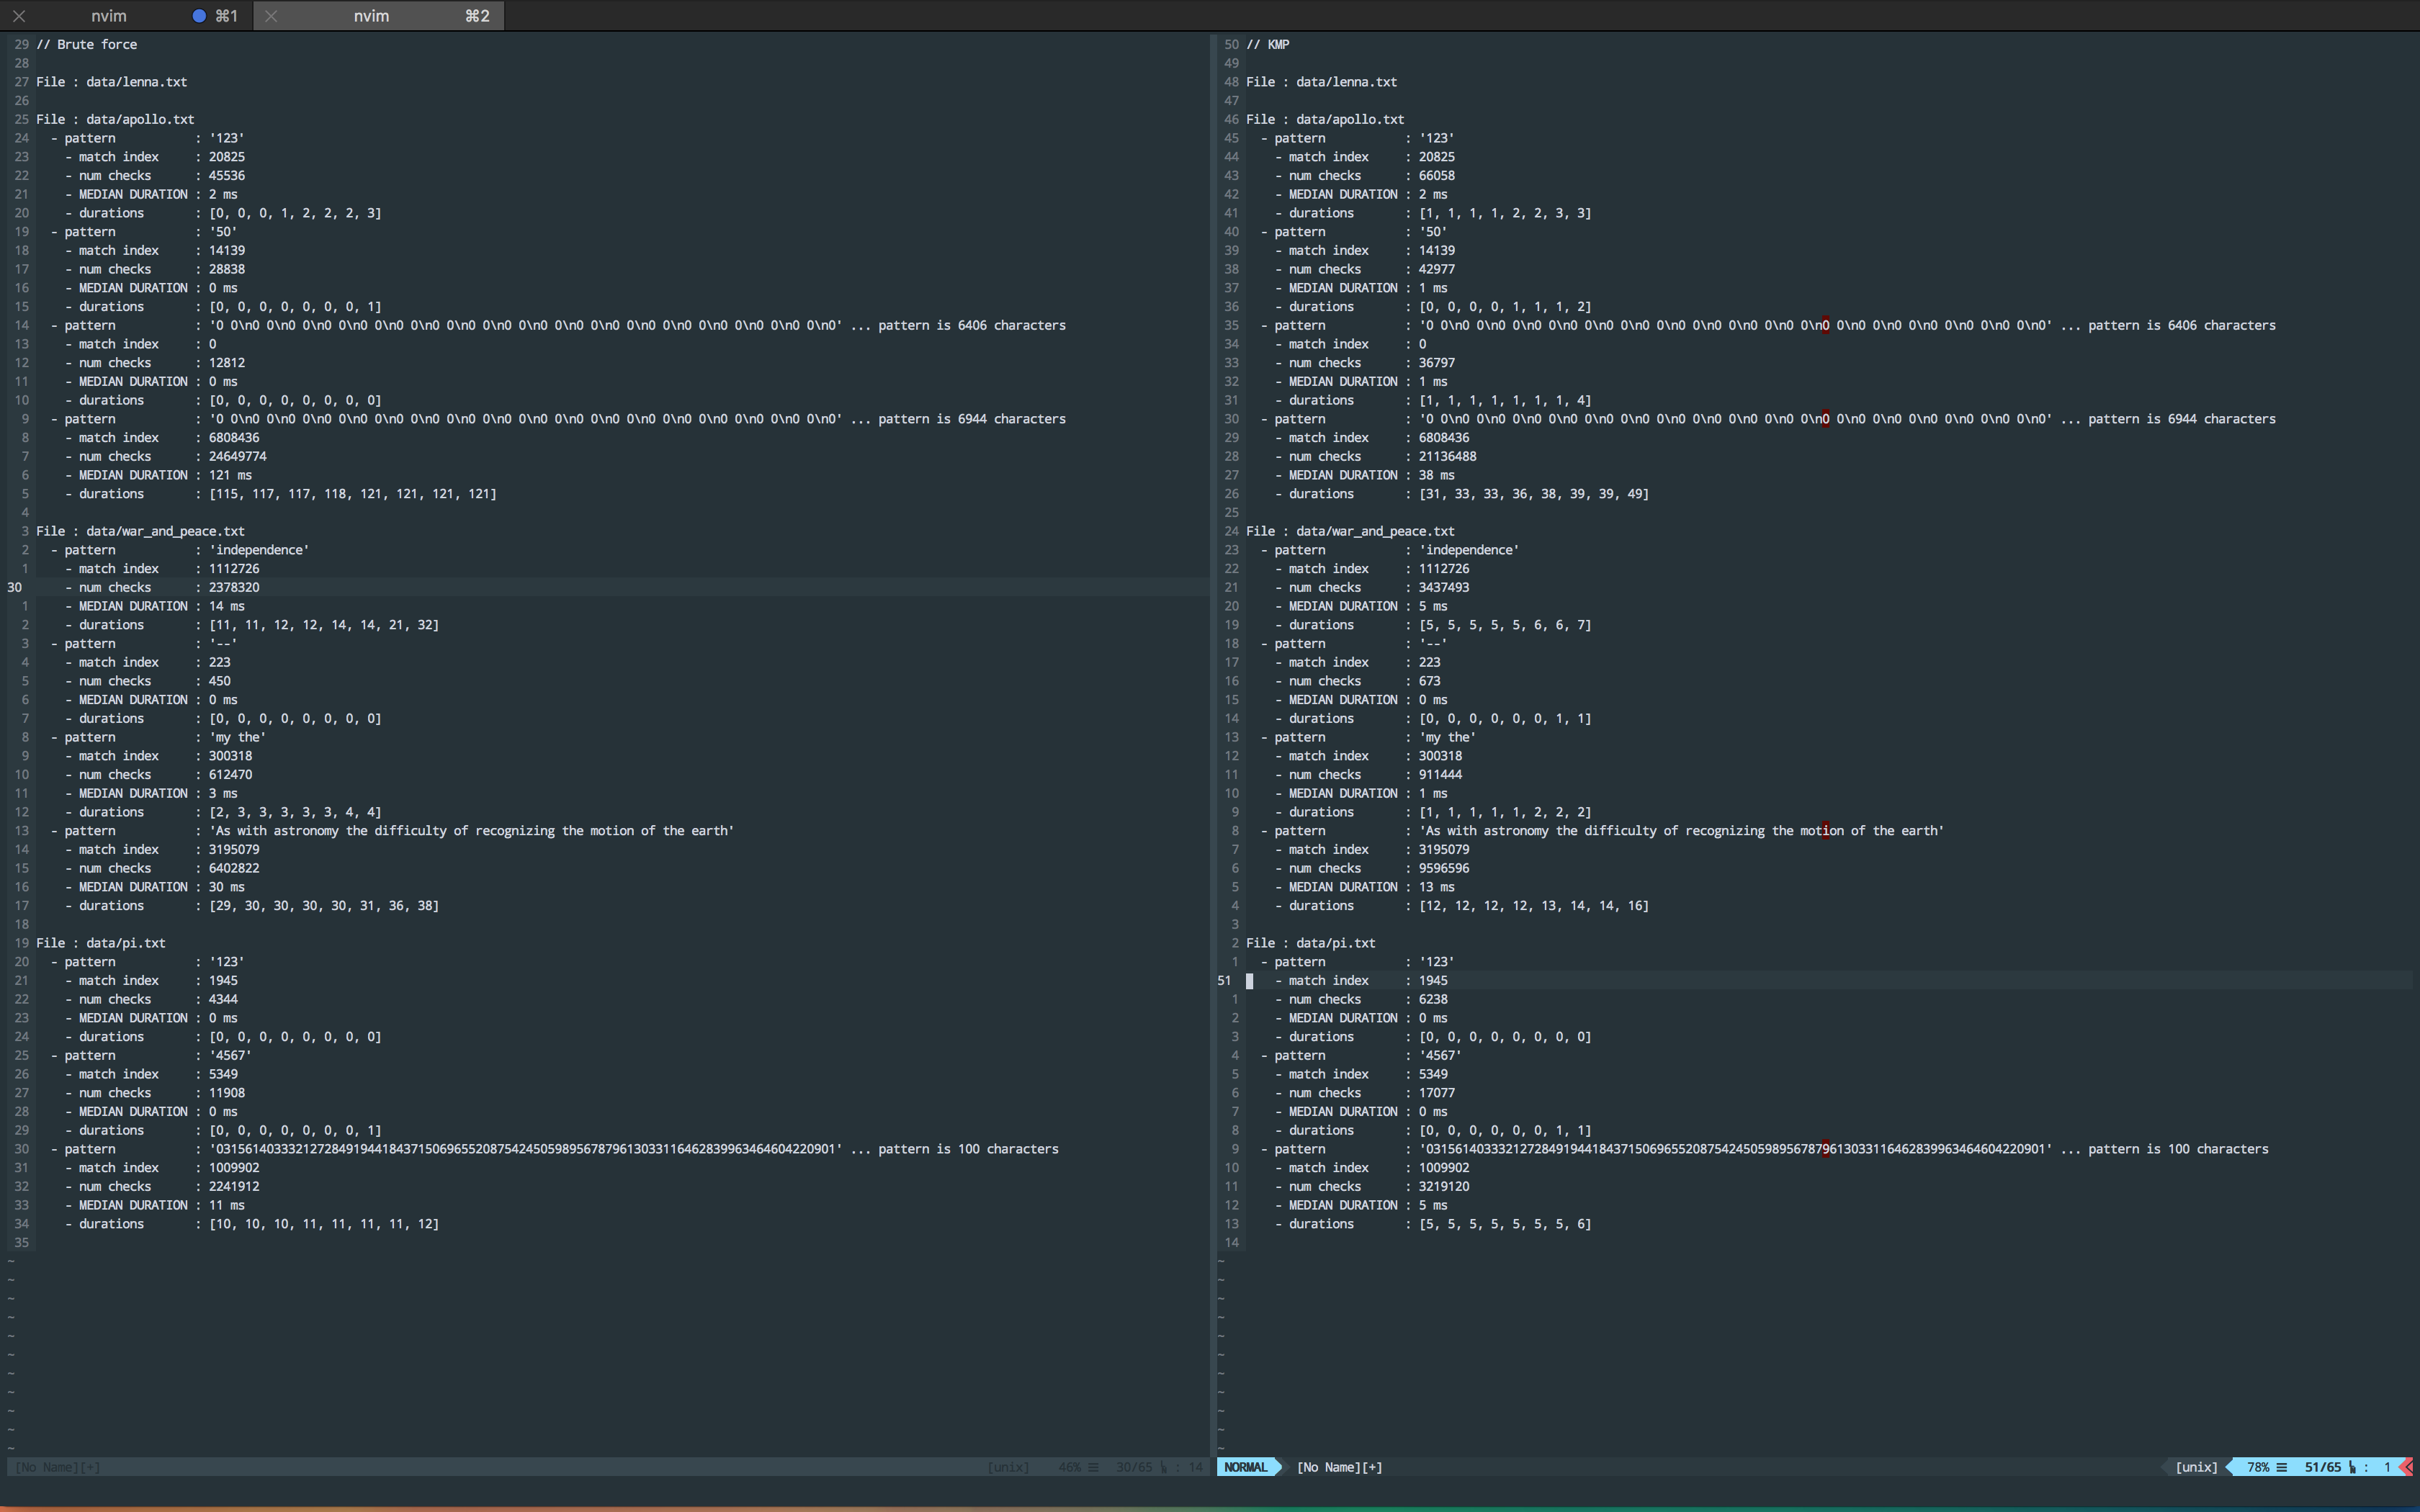 nvim ⌘1 nvim ⌘2
29 // Brute force
28
27 File : data/lenna.txt
26
25 File : data/apollo.txt
24 - pattern : '123'
23 - match index : 20825
22 - num checks : 45536
21 - MEDIAN DURATION : 2 ms
20 - durations : [0, 0, 0, 1, 2, 2, 2, 3]
19 - pattern : '50'
18 - match index : 14139
17 - num checks : 28838
16 - MEDIAN DURATION : 0 ms
15 - durations : [0, 0, 0, 0, 0, 0, 0, 1]
14 - pattern : '0 0\n0 0\n0 0\n0 0\n0 0\n0 0\n0 0\n0 0\n0 0\n0 0\n0 0\n0 0\n0 0\n0 0\n0 0\n0 0\n0 0\n0' ... pattern is 6406 characters
13 - match index : 0
12 - num checks : 12812
11 - MEDIAN DURATION : 0 ms
10 - durations : [0, 0, 0, 0, 0, 0, 0, 0]
9 - pattern : '0 0\n0 0\n0 0\n0 0\n0 0\n0 0\n0 0\n0 0\n0 0\n0 0\n0 0\n0 0\n0 0\n0 0\n0 0\n0 0\n0 0\n0' ... pattern is 6944 characters
8 - match index : 6808436
7 - num checks : 24649774
6 - MEDIAN DURATION : 121 ms
5 - durations : [115, 117, 117, 118, 121, 121, 121, 121]
4
3 File : data/war_and_peace.txt
2 - pattern : 'independence'
1 - match index : 1112726
30 - num checks : 2378320
1 - MEDIAN DURATION : 14 ms
2 - durations : [11, 11, 12, 12, 14, 14, 21, 32]
3 - pattern : '--'
4 - match index : 223
5 - num checks : 450
6 - MEDIAN DURATION : 0 ms
7 - durations : [0, 0, 0, 0, 0, 0, 0, 0]
8 - pattern : 'my the'
9 - match index : 300318
10 - num checks : 612470
11 - MEDIAN DURATION : 3 ms
12 - durations : [2, 3, 3, 3, 3, 3, 4, 4]
13 - pattern : 'As with astronomy the difficulty of recognizing the motion of the earth'
14 - match index : 3195079
15 - num checks : 6402822
16 - MEDIAN DURATION : 30 ms
17 - durations : [29, 30, 30, 30, 30, 31, 36, 38]
18
19 File : data/pi.txt
20 - pattern : '123'
21 - match index : 1945
22 - num checks : 4344
23 - MEDIAN DURATION : 0 ms
24 - durations : [0, 0, 0, 0, 0, 0, 0, 0]
25 - pattern : '4567'
26 - match index : 5349
27 - num checks : 11908
28 - MEDIAN DURATION : 0 ms
29 - durations : [0, 0, 0, 0, 0, 0, 0, 1]
30 - pattern : '03156140333212728491944184371506965520875424505989567879613033116462839963464604220901' ... pattern is 100 characters
31 - match index : 1009902
32 - num checks : 2241912
33 - MEDIAN DURATION : 11 ms
34 - durations : [10, 10, 10, 11, 11, 11, 11, 12]
35
[No Name][+] [unix] 46% 30/65 : 14
50 // KMP
49
48 File : data/lenna.txt
47
46 File : data/apollo.txt
45 - pattern : '123'
44 - match index : 20825
43 - num checks : 66058
42 - MEDIAN DURATION : 2 ms
41 - durations : [1, 1, 1, 1, 2, 2, 3, 3]
40 - pattern : '50'
39 - match index : 14139
38 - num checks : 42977
37 - MEDIAN DURATION : 1 ms
36 - durations : [0, 0, 0, 0, 1, 1, 1, 2]
35 - pattern : '0 0\n0 0\n0 0\n0 0\n0 0\n0 0\n0 0\n0 0\n0 0\n0 0\n0 0\n0 0\n0 0\n0 0\n0 0\n0 0\n0 0\n0' ... pattern is 6406 characters
34 - match index : 0
33 - num checks : 36797
32 - MEDIAN DURATION : 1 ms
31 - durations : [1, 1, 1, 1, 1, 1, 1, 4]
30 - pattern : '0 0\n0 0\n0 0\n0 0\n0 0\n0 0\n0 0\n0 0\n0 0\n0 0\n0 0\n0 0\n0 0\n0 0\n0 0\n0 0\n0 0\n0' ... pattern is 6944 characters
29 - match index : 6808436
28 - num checks : 21136488
27 - MEDIAN DURATION : 38 ms
26 - durations : [31, 33, 33, 36, 38, 39, 39, 49]
25
24 File : data/war_and_peace.txt
23 - pattern : 'independence'
22 - match index : 1112726
21 - num checks : 3437493
20 - MEDIAN DURATION : 5 ms
19 - durations : [5, 5, 5, 5, 5, 6, 6, 7]
18 - pattern : '--'
17 - match index : 223
16 - num checks : 673
15 - MEDIAN DURATION : 0 ms
14 - durations : [0, 0, 0, 0, 0, 0, 1, 1]
13 - pattern : 'my the'
12 - match index : 300318
11 - num checks : 911444
10 - MEDIAN DURATION : 1 ms
9 - durations : [1, 1, 1, 1, 1, 2, 2, 2]
8 - pattern : 'As with astronomy the difficulty of recognizing the motion of the earth'
7 - match index : 3195079
6 - num checks : 9596596
5 - MEDIAN DURATION : 13 ms
4 - durations : [12, 12, 12, 12, 13, 14, 14, 16]
3
2 File : data/pi.txt
1 - pattern : '123'
51 - match index : 1945
1 - num checks : 6238
2 - MEDIAN DURATION : 0 ms
3 - durations : [0, 0, 0, 0, 0, 0, 0, 0]
4 - pattern : '4567'
5 - match index : 5349
6 - num checks : 17077
7 - MEDIAN DURATION : 0 ms
8 - durations : [0, 0, 0, 0, 0, 0, 1, 1]
9 - pattern : '03156140333212728491944184371506965520875424505989567879613033116462839963464604220901' ... pattern is 100 characters
10 - match index : 1009902
11 - num checks : 3219120
12 - MEDIAN DURATION : 5 ms
13 - durations : [5, 5, 5, 5, 5, 5, 5, 6]
14
NORMAL [No Name][+] [unix] 78% 51/65 : 1